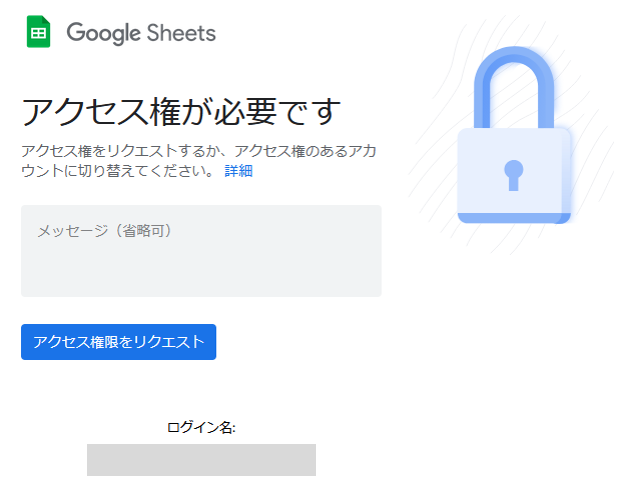 Google Sheets
アクセス権が必要です
アクセス権をリクエストするか、アクセス権のあるアカ
ウントに切り替えてください。 詳細
メッセージ（省略可）
アクセス権限をリクエスト
ログイン名: